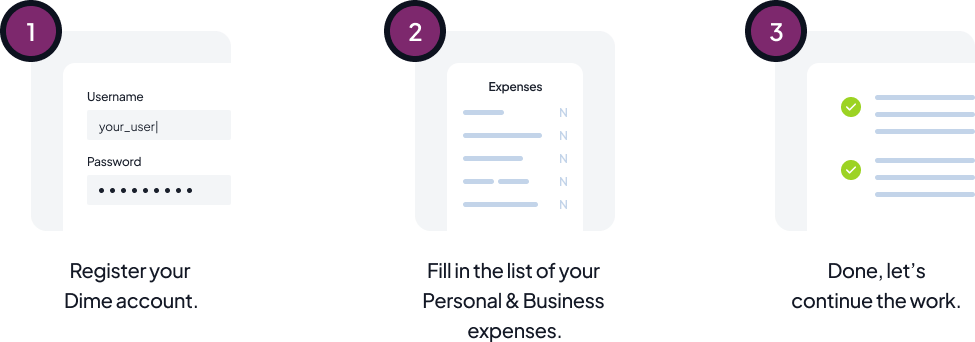 1
Username
your_user|
Password
Register your
Dime account.
2
Expenses
N
N
N
N
N
Fill in the list of your
Personal & Business
expenses.
3
Done, let’s
continue the work.